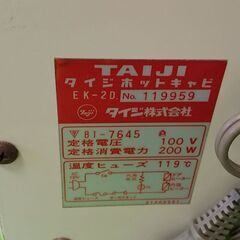 TAIJI
タイジホットキャビ
EK-2D No. 119959
Taiji タイジ株式会社
81-7645
定格電圧 100 V
定格消費電力 200 W
温度ヒューズ 119℃